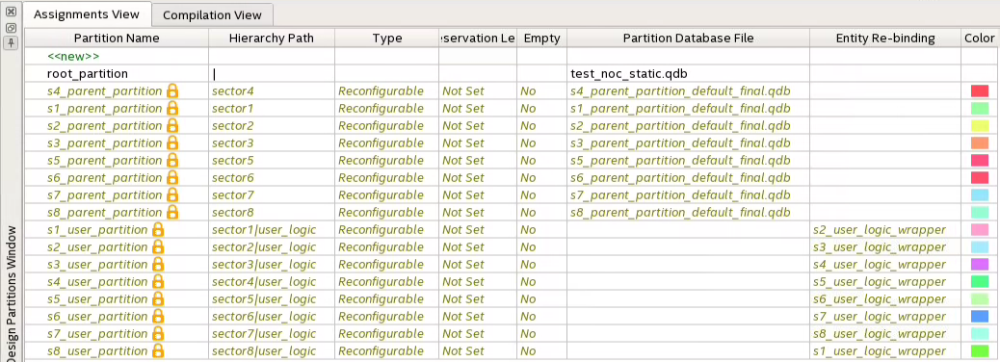 Assignments View Compilation View
Partition Name Hierarchy Path Type servation Le Empty Partition Database File Entity Re-binding Color
<<new>>
root_partition | test_noc_static.qdb
s4_parent_partition sector4 Reconfigurable Not Set No s4_parent_partition_default_final.qdb
s1_parent_partition sector1 Reconfigurable Not Set No s1_parent_partition_default_final.qdb
s2_parent_partition sector2 Reconfigurable Not Set No s2_parent_partition_default_final.qdb
s3_parent_partition sector3 Reconfigurable Not Set No s3_parent_partition_default_final.qdb
s5_parent_partition sector5 Reconfigurable Not Set No s5_parent_partition_default_final.qdb
s6_parent_partition sector6 Reconfigurable Not Set No s6_parent_partition_default_final.qdb
s7_parent_partition sector7 Reconfigurable Not Set No s7_parent_partition_default_final.qdb
s8_parent_partition sector8 Reconfigurable Not Set No s8_parent_partition_default_final.qdb
s1_user_partition sector1|user_logic Reconfigurable Not Set No s2_user_logic_wrapper
s2_user_partition sector2|user_logic Reconfigurable Not Set No s3_user_logic_wrapper
s3_user_partition sector3|user_logic Reconfigurable Not Set No s4_user_logic_wrapper
s4_user_partition sector4|user_logic Reconfigurable Not Set No s5_user_logic_wrapper
s5_user_partition sector5|user_logic Reconfigurable Not Set No s6_user_logic_wrapper
s6_user_partition sector6|user_logic Reconfigurable Not Set No s7_user_logic_wrapper
s7_user_partition sector7|user_logic Reconfigurable Not Set No s8_user_logic_wrapper
s8_user_partition sector8|user_logic Reconfigurable Not Set No s1_user_logic_wrapper
Design Partitions Window